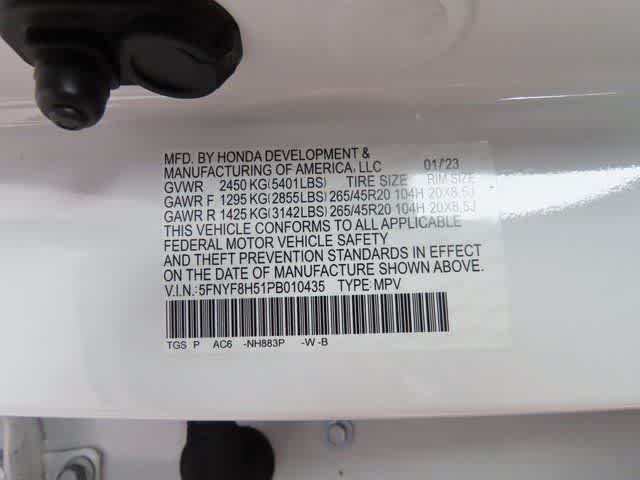 MFD. BY HONDA DEVELOPMENT &
MANUFACTURING OF AMERICA, LLC 01/23
GVWR 2450 KG(5401LBS) TIRE SIZE RIM SIZE
GAWR F 1295 KG(2855LBS) 265/45R20 104H 20X8.5J
GAWR R 1425 KG(3142LBS) 265/45R20 104H 20X8.5J
THIS VEHICLE CONFORMS TO ALL APPLICABLE
FEDERAL MOTOR VEHICLE SAFETY
AND THEFT PREVENTION STANDARDS IN EFFECT
ON THE DATE OF MANUFACTURE SHOWN ABOVE.
V.I.N.: 5FNYF8H51PB010435 TYPE: MPV
TGS P AC6 -NH883P -W -B